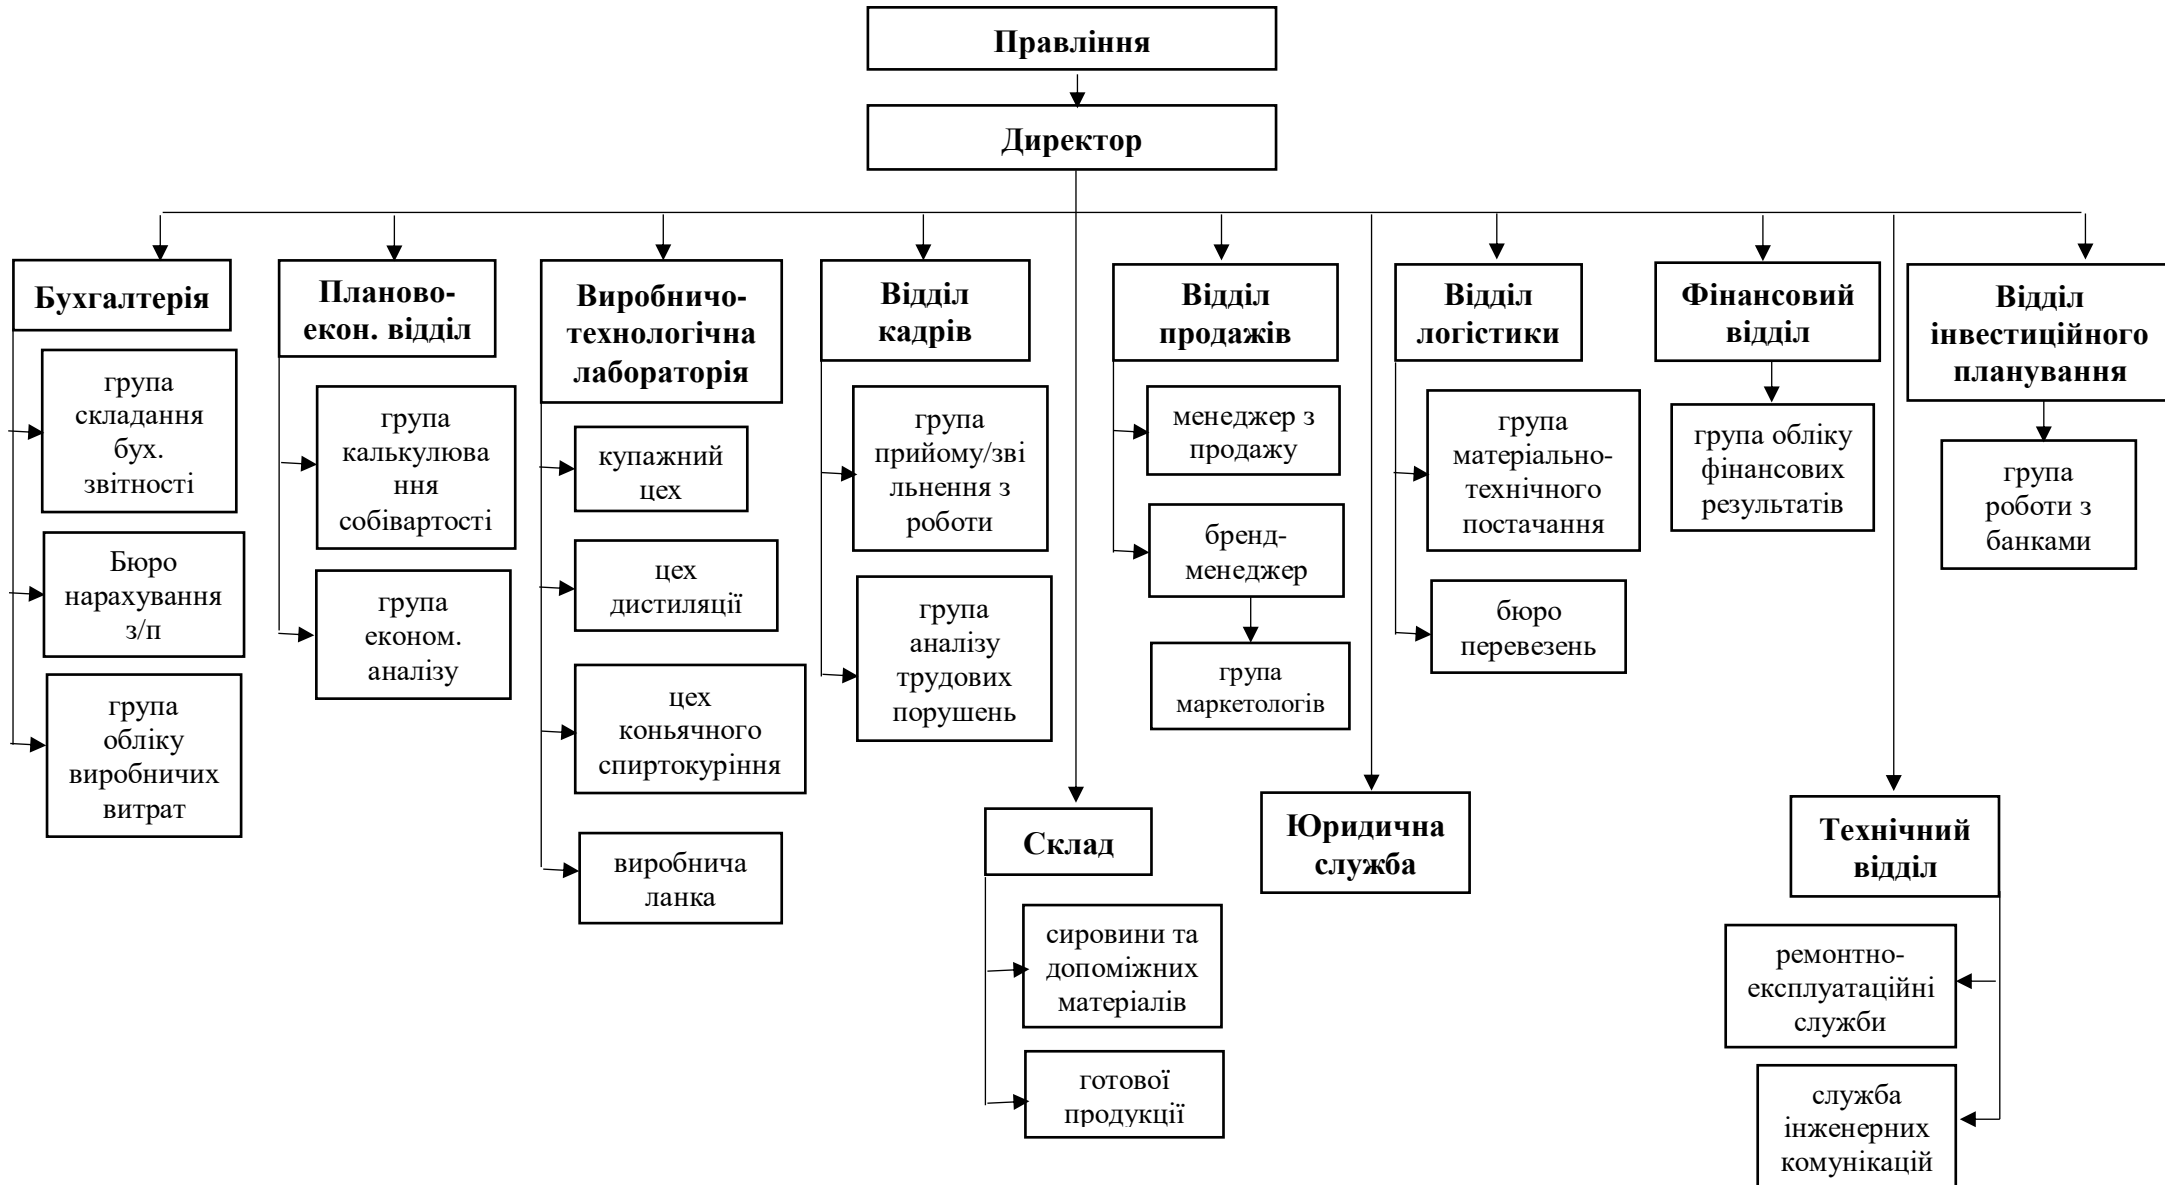 Правління
Директор
Бухгалтерія
група
складання
бух.
звітності
Бюро
нарахування
з/п
група
обліку
виробничих
витрат
Планово-
екон. відділ
група
калькулюва
ння
собівартості
група
економ.
аналізу
Виробничо-
технологічна
лабораторія
купажний
цех
цех
дистиляції
цех
коньячного
спиртокуріння
виробнича
ланка
Відділ
кадрів
група
прийому/зві
льнення з
роботи
група
аналізу
трудових
порушень
Склад
сировини та
допоміжних
матеріалів
готової
продукції
Відділ
продажів
менеджер з
продажу
бренд-
менеджер
група
маркетологів
Юридична
служба
Відділ
логістики
група
матеріально-
технічного
постачання
бюро
перевезень
Фінансовий
відділ
група обліку
фінансових
результатів
Технічний
відділ
ремонтно-
експлуатаційні
служби
служба
інженерних
комунікацій
Відділ
інвестиційного
планування
група
роботи з
банками